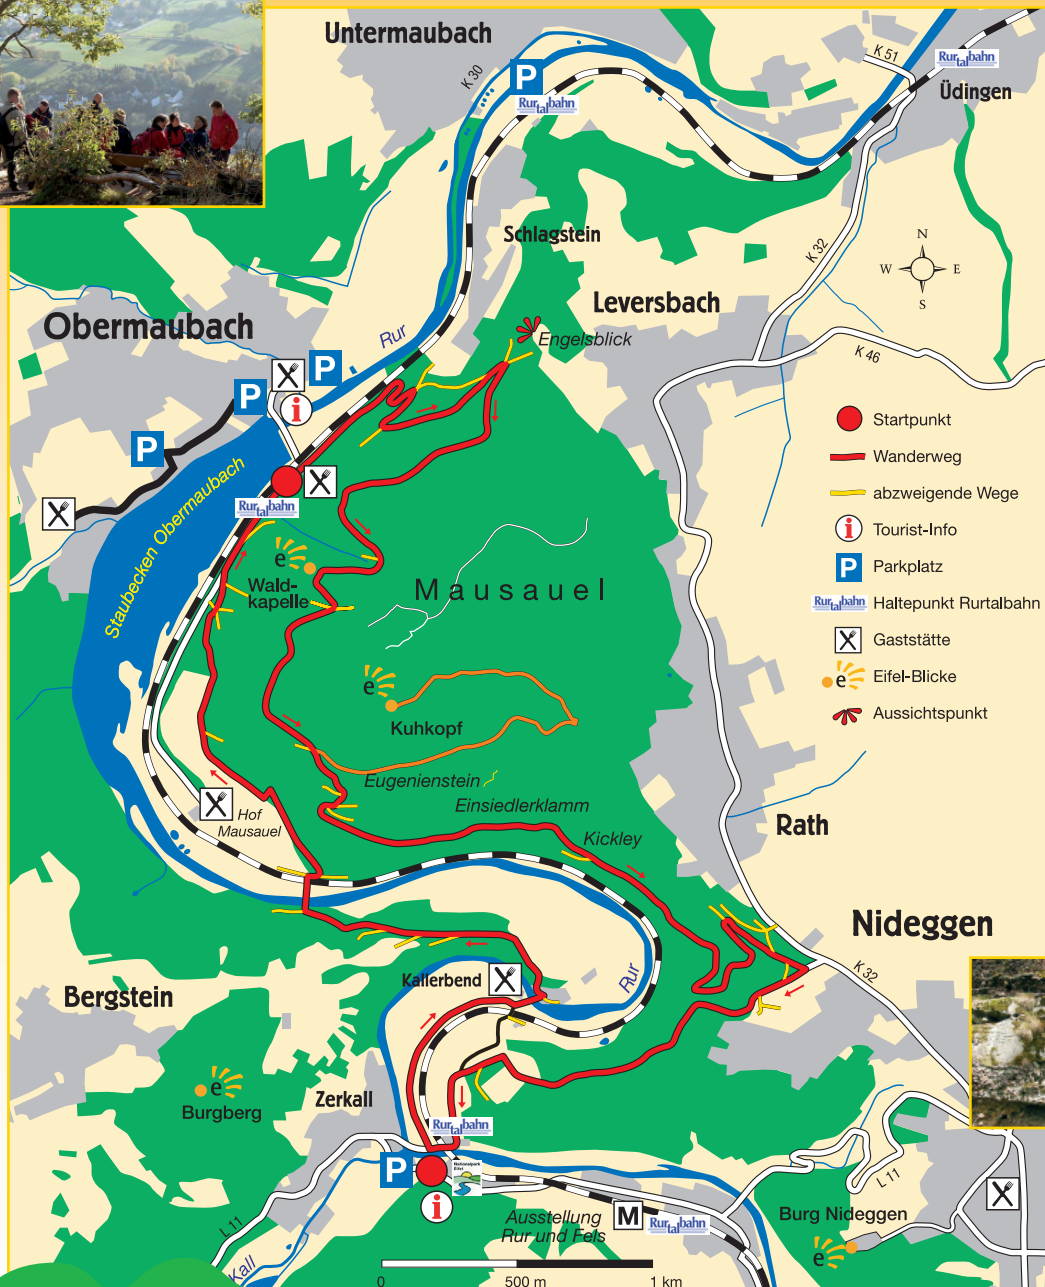 Untermaubach
K 30
P
Rurtalbahn
K 51
Rurtalbahn
Üdingen
Schlagstein
K 32
N
W E
S
Leversbach
Obermaubach
Rur
Engelsblick
K 46
P
P
i
P
Startpunkt
Wanderweg
abzweigende Wege
i Tourist-Info
P Parkplatz
Rurtalbahn Haltepunkt Rurtalbahn
Gaststätte
e Eifel-Blicke
Aussichtspunkt
Staubecken Obermaubach
Rurtalbahn
e
Wald-
kapelle
Mausauel
e
Kuhkopf
Eugenienstein
Einsiedlerklamm
Kickley
Hof
Mausauel
Rath
Nideggen
K 32
Rur
Kallerbend
Bergstein
e
Burgberg
Zerkall
Rurtalbahn
P
Nationalpark
Eifel
i
L 11
Kall
Ausstellung
Rur und Fels
M
Rurtalbahn
L 11
Burg Nideggen
e
0 500 m 1 km